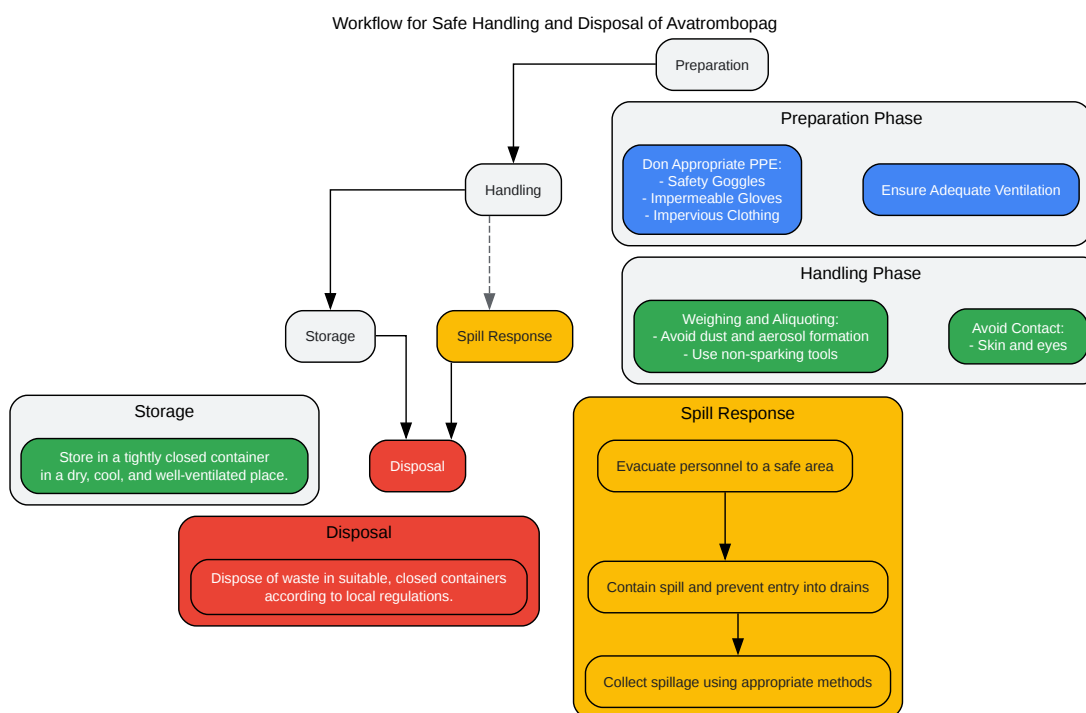 Workflow for Safe Handling and Disposal of Avatrombopag
Preparation
Preparation Phase
Don Appropriate PPE:
- Safety Goggles
- Impermeable Gloves
- Impervious Clothing
Ensure Adequate Ventilation
Handling
Handling Phase
Weighing and Aliquoting:
- Avoid dust and aerosol formation
- Use non-sparking tools
Avoid Contact:
- Skin and eyes
Storage
Spill Response
Storage
Store in a tightly closed container
in a dry, cool, and well-ventilated place.
Disposal
Spill Response
Evacuate personnel to a safe area
Contain spill and prevent entry into drains
Collect spillage using appropriate methods
Disposal
Dispose of waste in suitable, closed containers
according to local regulations.